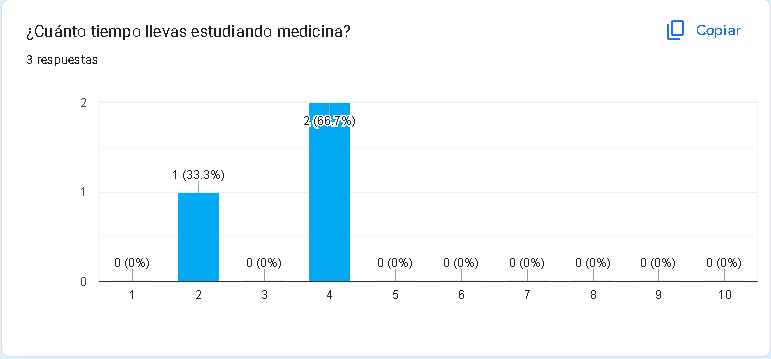 ¿Cuánto tiempo llevas estudiando medicina?
Copiar
3 respuestas
2
2 (66.7%)
1 (33.3%)
1
0 (0%) 0 (0%) 0 (0%) 0 (0%) 0 (0%) 0 (0%) 0 (0%) 0 (0%)
0
1 2 3 4 5 6 7 8 9 10